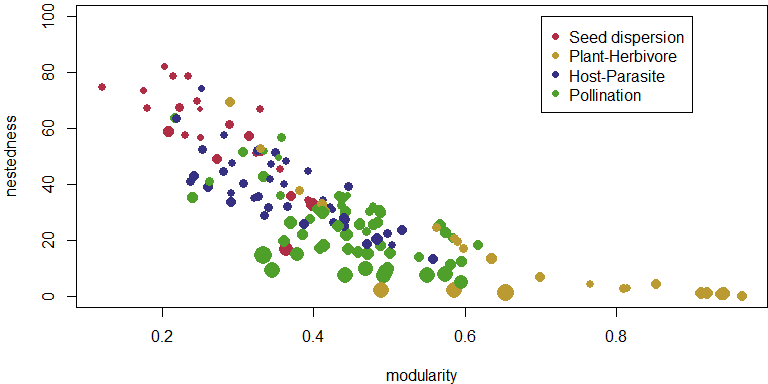 100
80
60
40
20
0
nestedness
Seed dispersion
Plant-Herbivore
Host-Parasite
Pollination
0.2 0.4 0.6 0.8
modularity